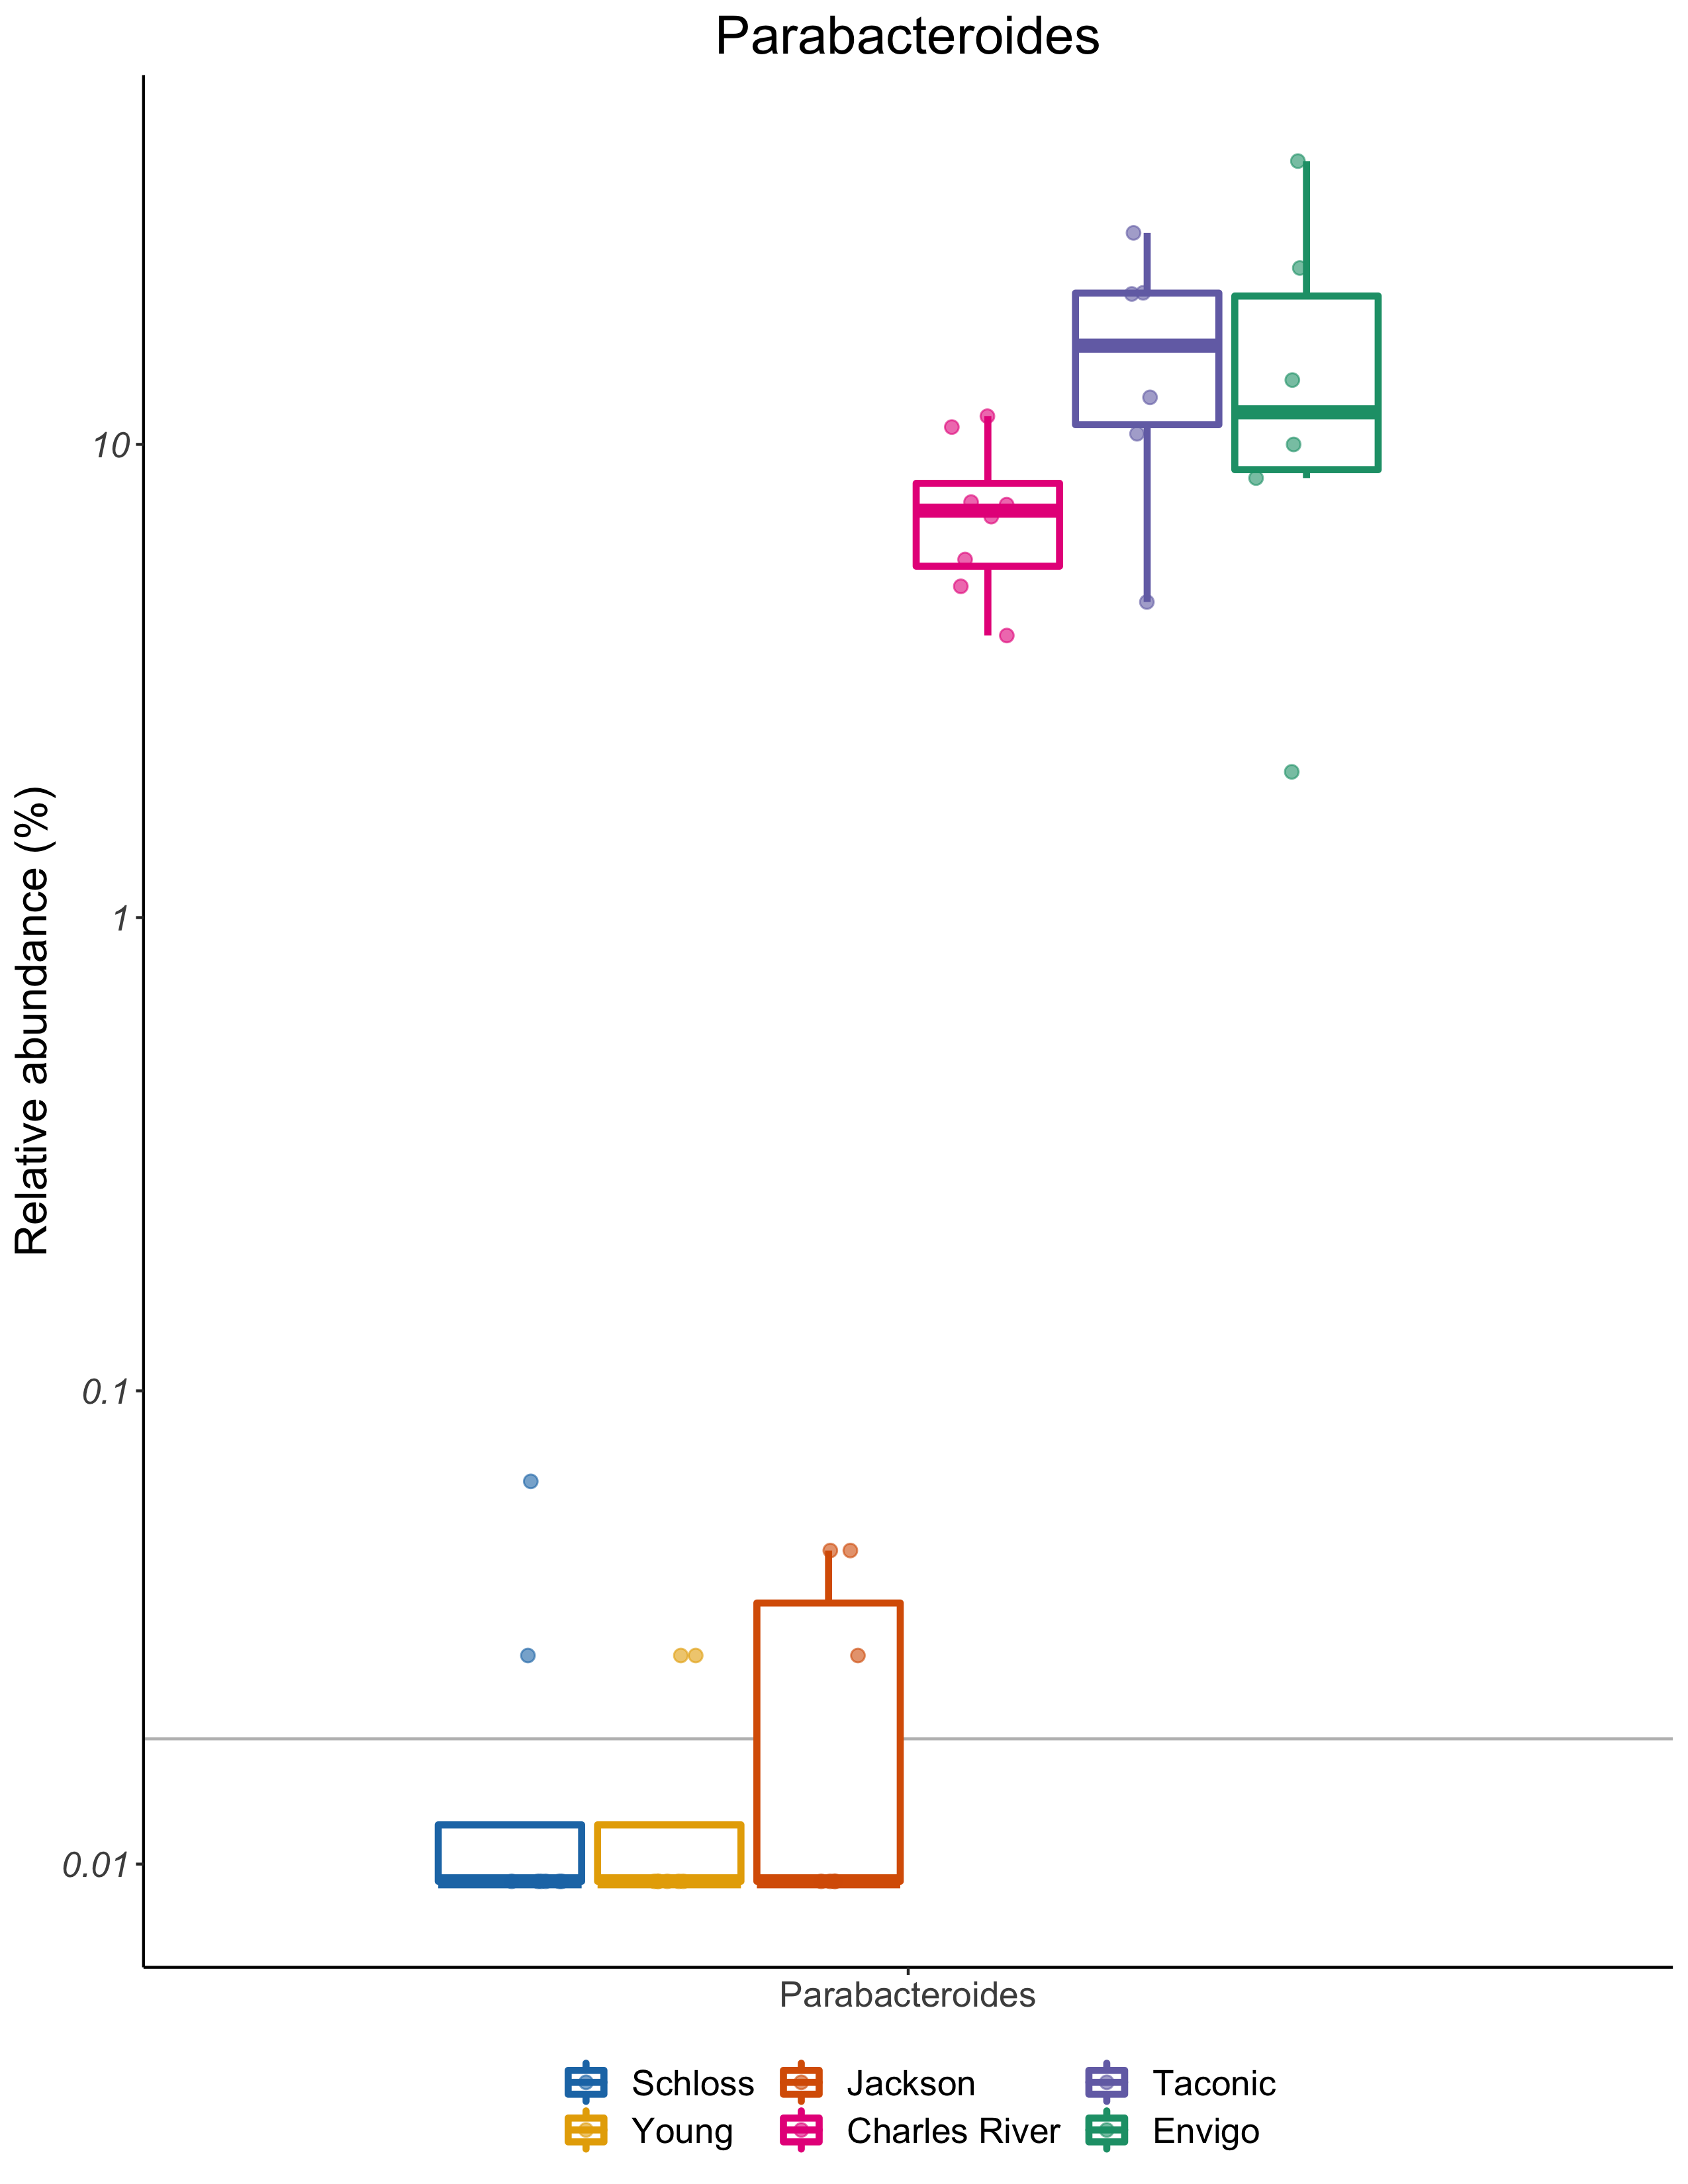 Parabacteroides
Relative abundance (%)
10
1
0.1
0.01
Parabacteroides
Schloss
Jackson
Taconic
Young
Charles River
Envigo